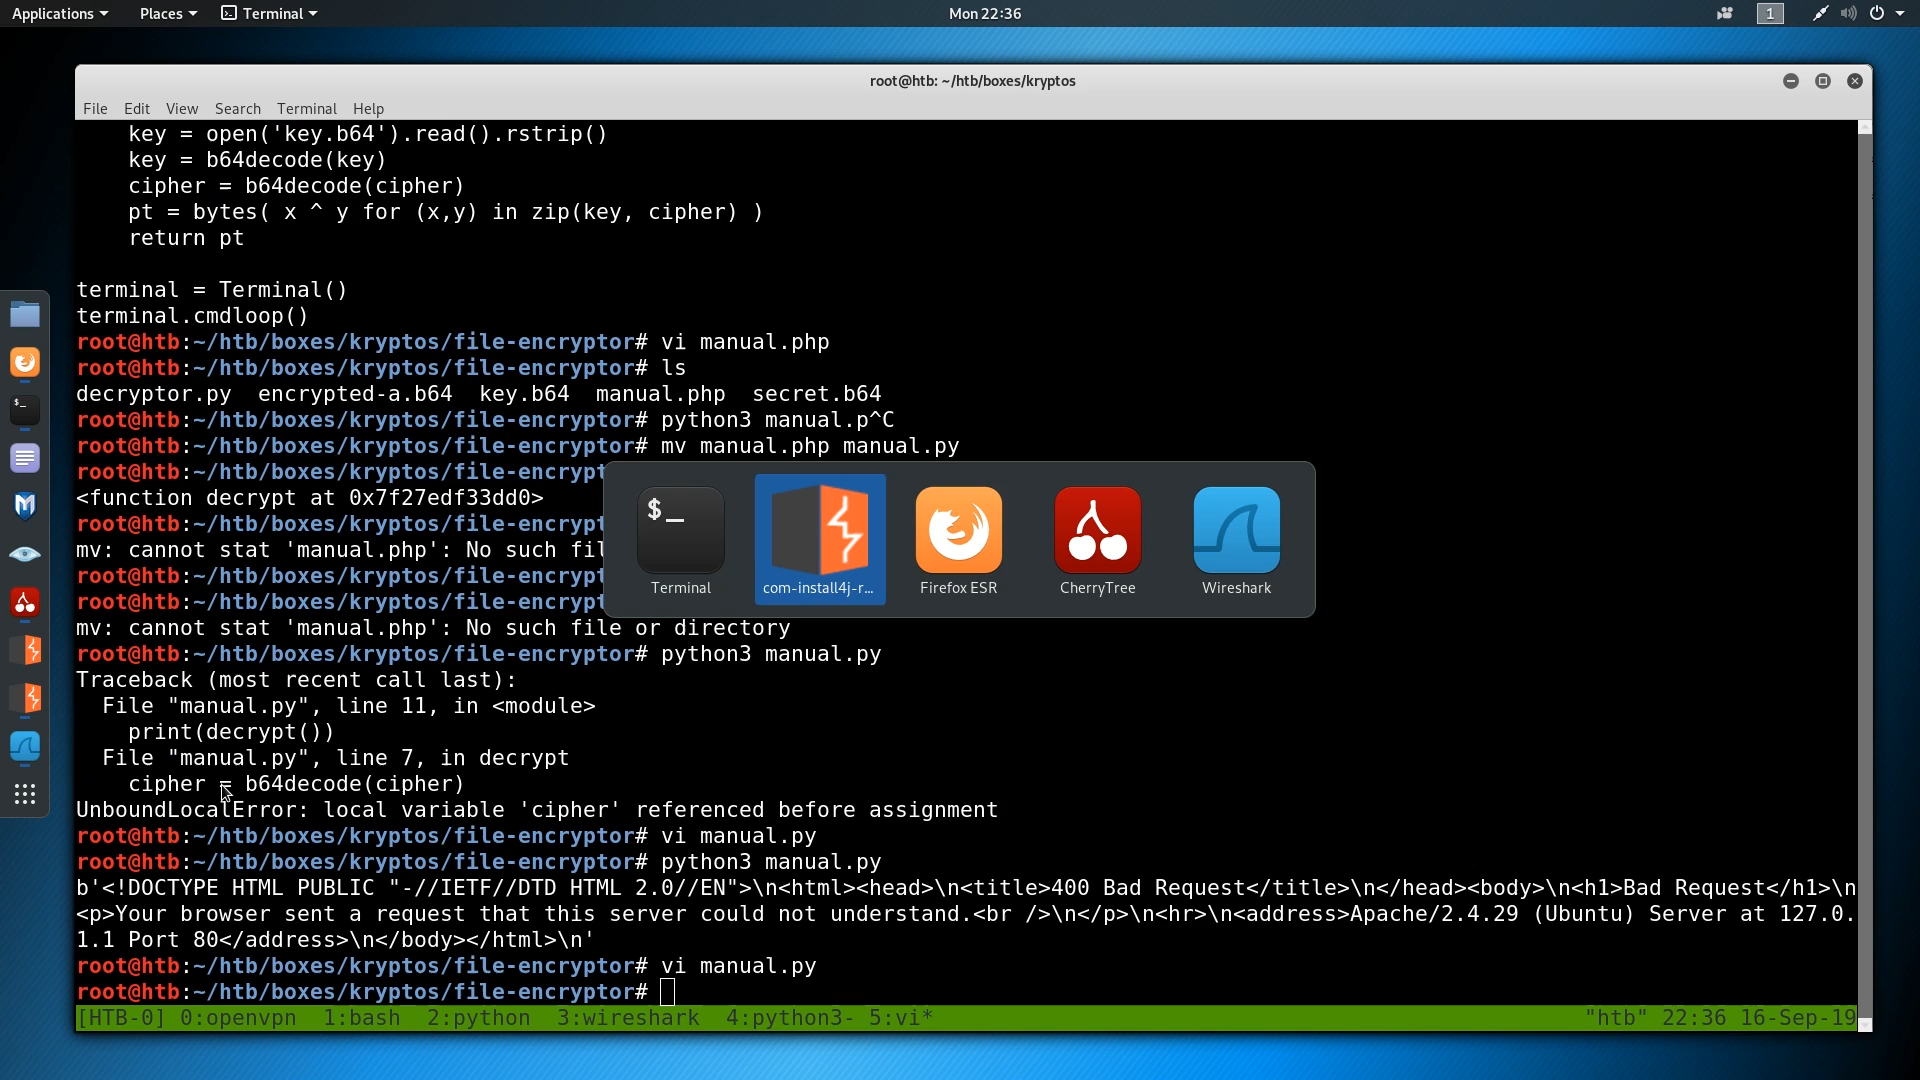 Applications Places Terminal Mon 22:36 1
root@htb: ~/htb/boxes/kryptos
File Edit View Search Terminal Help
key = open('key.b64').read().rstrip()
key = b64decode(key)
cipher = b64decode(cipher)
pt = bytes( x ^ y for (x,y) in zip(key, cipher) )
return pt
terminal = Terminal()
terminal.cmdloop()
root@htb:~/htb/boxes/kryptos/file-encryptor# vi manual.php
root@htb:~/htb/boxes/kryptos/file-encryptor# ls
decryptor.py encrypted-a.b64 key.b64 manual.php secret.b64
root@htb:~/htb/boxes/kryptos/file-encryptor# python3 manual.p^C
root@htb:~/htb/boxes/kryptos/file-encryptor# mv manual.php manual.py
root@htb:~/htb/boxes/kryptos/file-encrypt
<function decrypt at 0x7f27edf33dd0>
root@htb:~/htb/boxes/kryptos/file-encrypt
mv: cannot stat 'manual.php': No such fil
root@htb:~/htb/boxes/kryptos/file-encrypt
root@htb:~/htb/boxes/kryptos/file-encrypt
$_
Terminal com-install4j-r... Firefox ESR CherryTree Wireshark
mv: cannot stat 'manual.php': No such file or directory
root@htb:~/htb/boxes/kryptos/file-encryptor# python3 manual.py
Traceback (most recent call last):
File "manual.py", line 11, in <module>
print(decrypt())
File "manual.py", line 7, in decrypt
cipher = b64decode(cipher)
UnboundLocalError: local variable 'cipher' referenced before assignment
root@htb:~/htb/boxes/kryptos/file-encryptor# vi manual.py
root@htb:~/htb/boxes/kryptos/file-encryptor# python3 manual.py
b'<!DOCTYPE HTML PUBLIC "-//IETF//DTD HTML 2.0//EN">\n<html><head>\n<title>400 Bad Request</title>\n</head><body>\n<h1>Bad Request</h1>\n
<p>Your browser sent a request that this server could not understand.<br />\n</p>\n<hr>\n<address>Apache/2.4.29 (Ubuntu) Server at 127.0.
1.1 Port 80</address>\n</body></html>\n'
root@htb:~/htb/boxes/kryptos/file-encryptor# vi manual.py
root@htb:~/htb/boxes/kryptos/file-encryptor#
[HTB-0] 0:openvpn 1:bash 2:python 3:wireshark 4:python3- 5:vi* "htb" 22:36 16-Sep-19